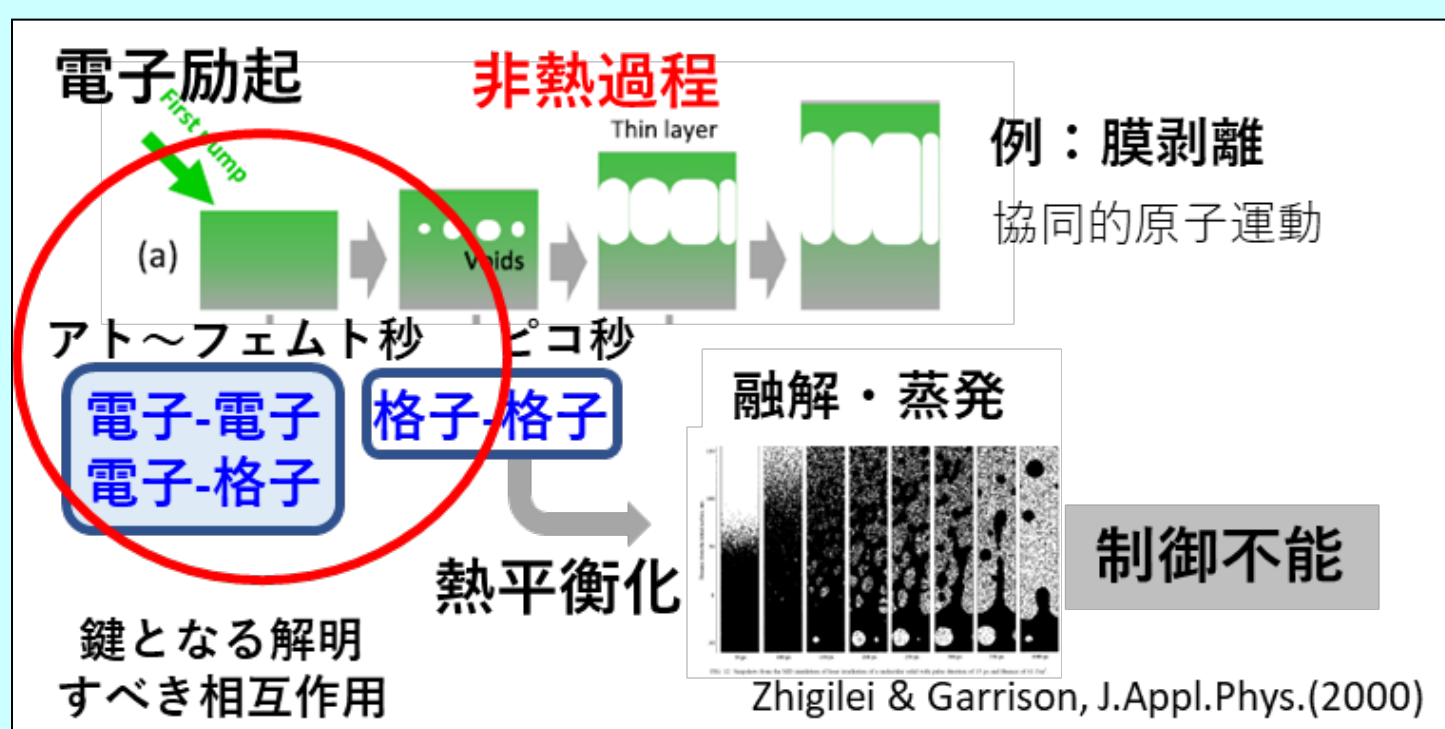 電子励起
非熱過程
First pump
Thin layer
例：膜剥離
協同的原子運動
(a)
Voids
アト～フェムト秒
ピコ秒
電子-電子
電子-格子
格子-格子
融解・蒸発
熱平衡化
制御不能
鍵となる解明
すべき相互作用
Zhigilei & Garrison, J.Appl.Phys.(2000)